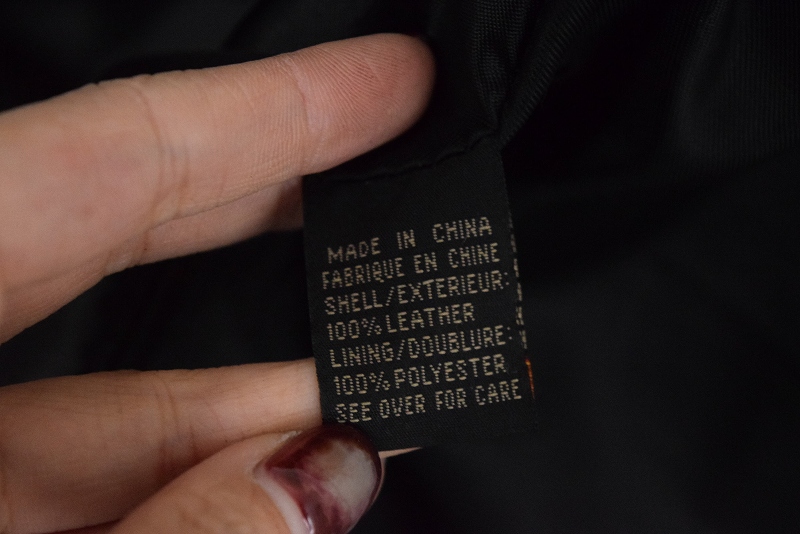 MADE IN CHINA
FABRIQUE EN CHINE
SHELL/EXTERIEUR:
100% LEATHER
LINING/DOUBLURE:
100% POLYESTER
SEE OVER FOR CARE